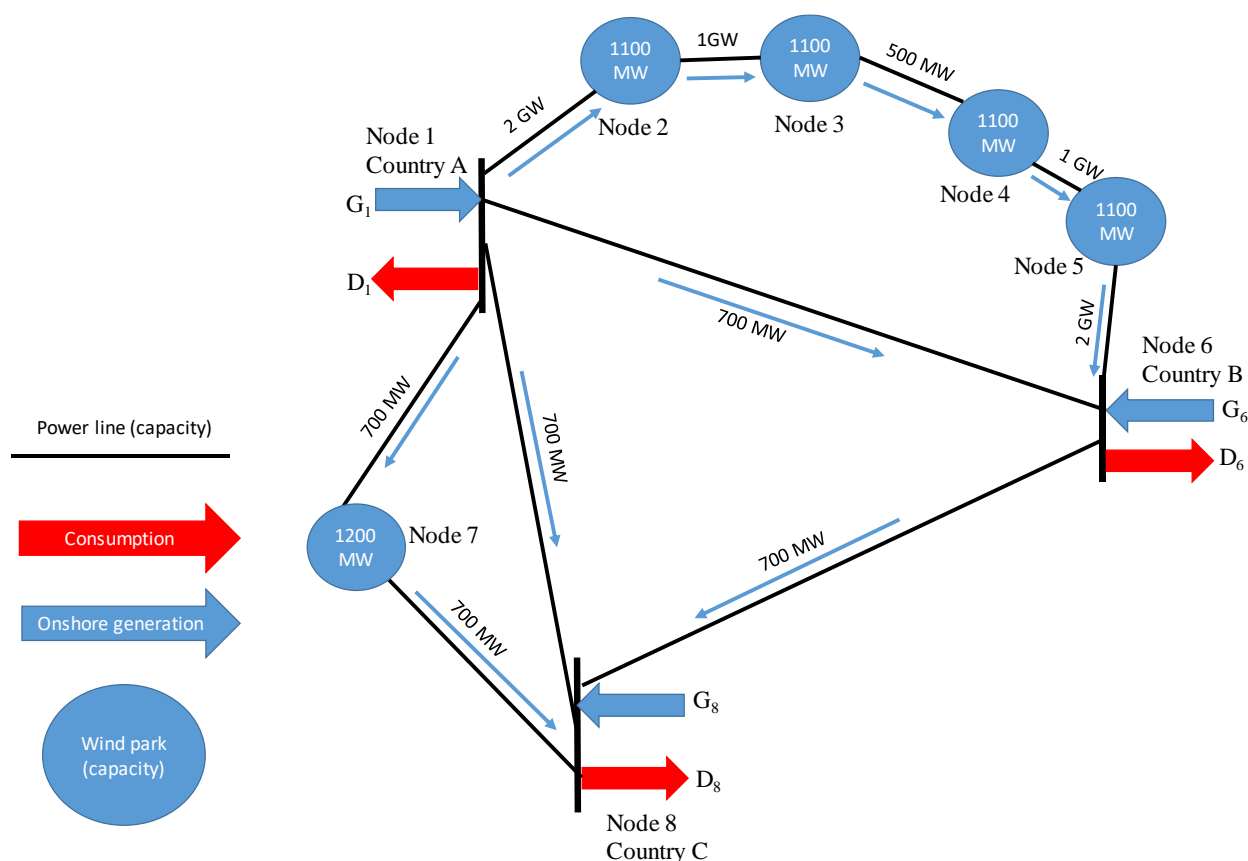 1100
MW
1GW
1100
MW
500 MW
Node 2
Node 3
2 GW
1100
MW
Node 4
1 GW
1100
MW
Node 5
Node 1
Country A
G1
D1
700 MW
2 GW
Node 6
Country B
G6
D6
700 MW
700 MW
700 MW
Power line (capacity)
Consumption
Onshore generation
Wind park
(capacity)
1200
MW
Node 7
700 MW
G8
D8
Node 8
Country C